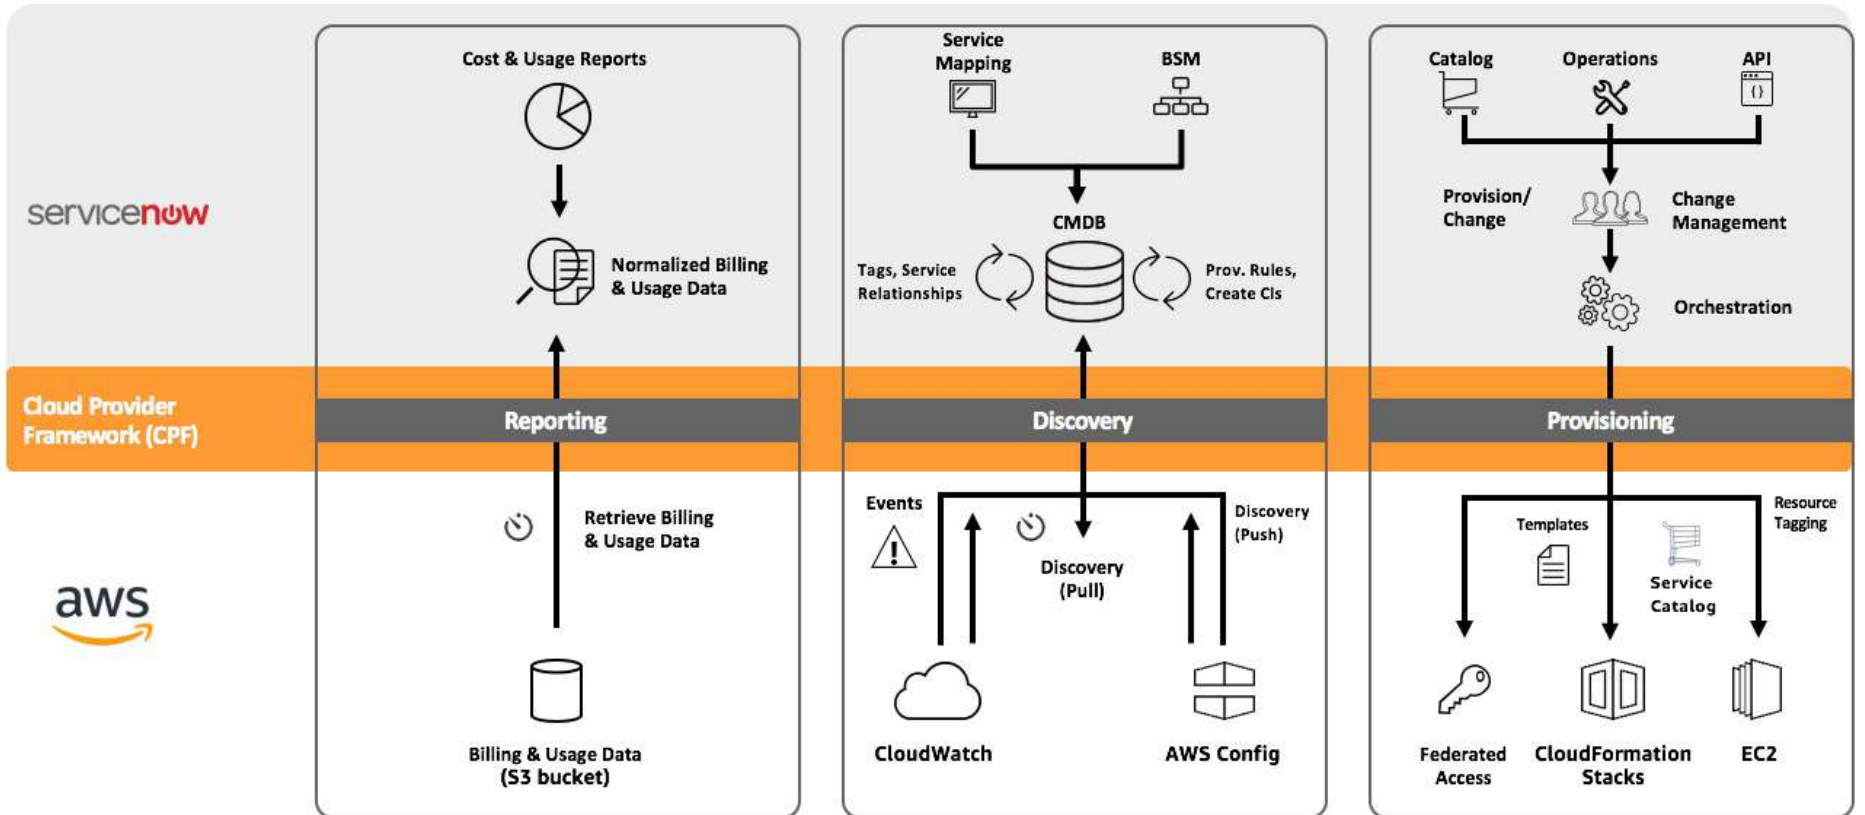 servicenow
Cloud Provider
Framework (CPF)
aws
Cost & Usage Reports
Normalized Billing
& Usage Data
Reporting
Retrieve Billing
& Usage Data
Billing & Usage Data
(S3 bucket)
Service
Mapping
BSM
CMDB
Tags, Service
Relationships
Prov. Rules,
Create CIs
Discovery
Events
Discovery
(Push)
Discovery
(Pull)
CloudWatch
AWS Config
Catalog
Operations
API
Provision/
Change
Change
Management
Orchestration
Provisioning
Resource
Tagging
Templates
Service
Catalog
Federated
Access
CloudFormation
Stacks
EC2